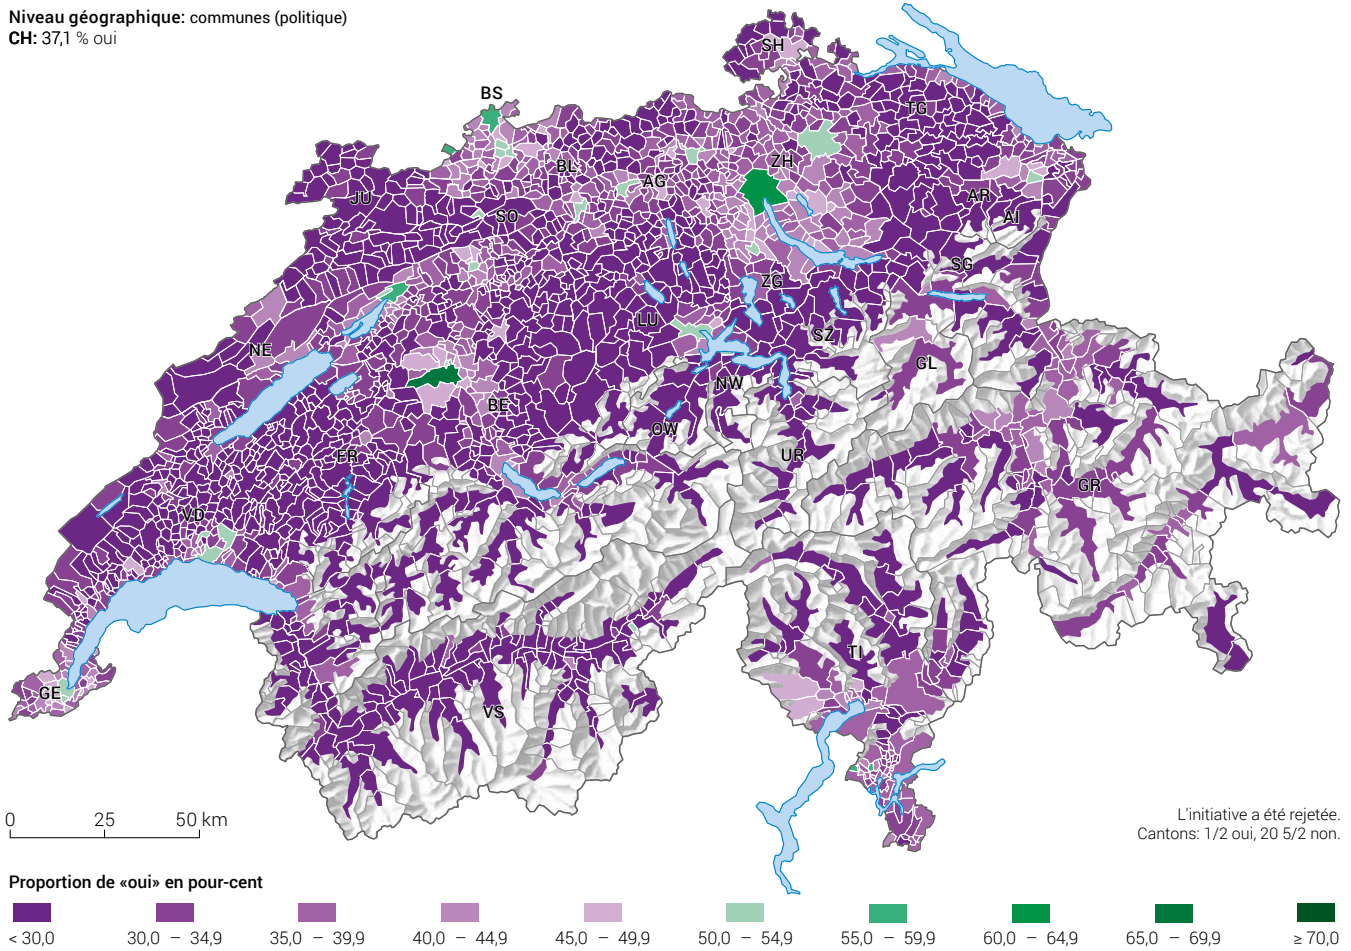 Niveau géographique: communes (politique)
CH: 37,1 % oui
SH
BS
TG
ZH
BL
AG
JU
SO
AR
AI
SG
ZG
LU
SZ
NE
GL
NW
BE
OW
UR
FR
GR
VD
TI
GE
VS
0 25 50 km
L'initiative a été rejetée.
Cantons: 1/2 oui, 20 5/2 non.
Proportion de «oui» en pour-cent
< 30,0 30,0 – 34,9 35,0 – 39,9 40,0 – 44,9 45,0 – 49,9 50,0 – 54,9 55,0 – 59,9 60,0 – 64,9 65,0 – 69,9 ≥ 70,0